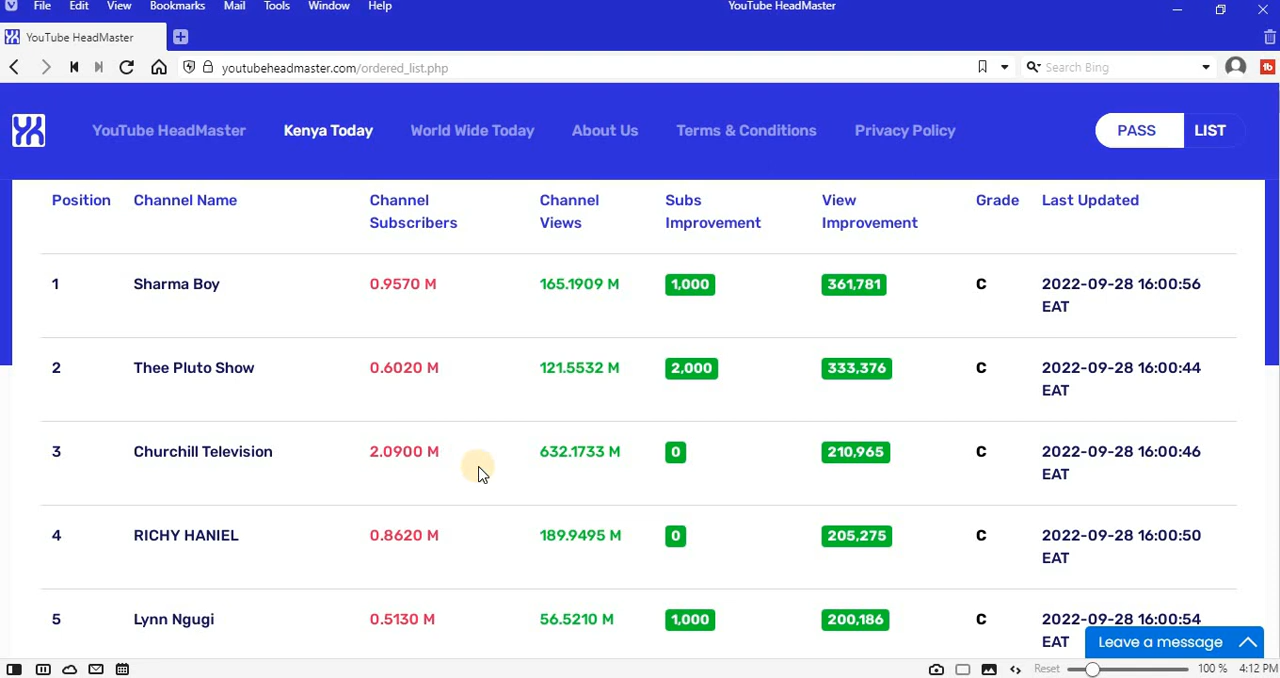 File Edit View Bookmarks Mail Tools Window Help YouTube HeadMaster
YouTube HeadMaster
youtubeheadmaster.com/ordered_list.php Search Bing
YouTube HeadMaster Kenya Today World Wide Today About Us Terms & Conditions Privacy Policy PASS LIST
Position Channel Name Channel Channel Subs View Grade Last Updated
Subscribers Views Improvement Improvement
1 Sharma Boy 0.9570 M 165.1909 M 1,000 361,781 C 2022-09-28 16:00:56
EAT
2 Thee Pluto Show 0.6020 M 121.5532 M 2,000 333,376 C 2022-09-28 16:00:44
EAT
3 Churchill Television 2.0900 M 632.1733 M 0 210,965 C 2022-09-28 16:00:46
EAT
4 RICHY HANIEL 0.8620 M 189.9495 M 0 205,275 C 2022-09-28 16:00:50
EAT
5 Lynn Ngugi 0.5130 M 56.5210 M 1,000 200,186 C 2022-09-28 16:00:54
EAT
Leave a message
Reset 100 % 4:12 PM